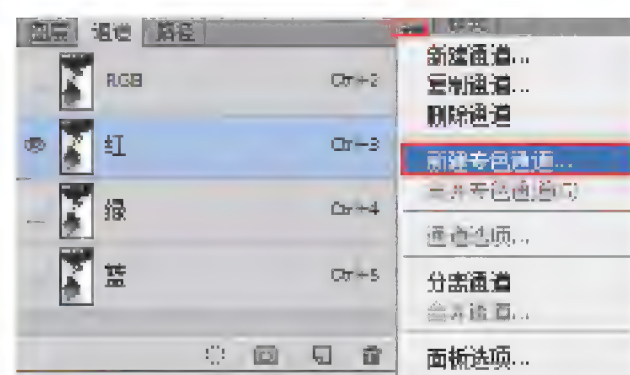 图层 通道 路径
RGB Ctrl+2
红 Ctrl+3
绿 Ctrl+4
蓝 Ctrl+5
新建通道...
复制通道...
删除通道
新建专色通道...
合并专色通道(G)
通道选项...
分离通道
合并通道...
面板选项...